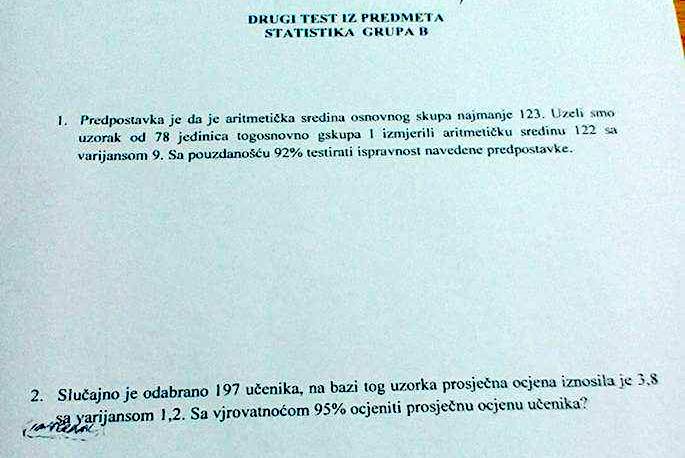 DRUGI TEST IZ PREDMETA
STATISTIKA GRUPA B
1. Predpostavka je da je aritmetička sredina osnovnog skupa najmanje 123. Uzeli smo
uzorak od 78 jedinica togosnovno gskupa I izmjerili aritmetičku sredinu 122 sa
varijansom 9. Sa pouzdanošću 92% testirati ispravnost navedene predpostavke.
2. Slučajno je odabrano 197 učenika, na bazi tog uzorka prosječna ocjena iznosila je 3,8
sa varijansom 1,2. Sa vjrovatnoćom 95% ocjeniti prosječnu ocjenu učenika?